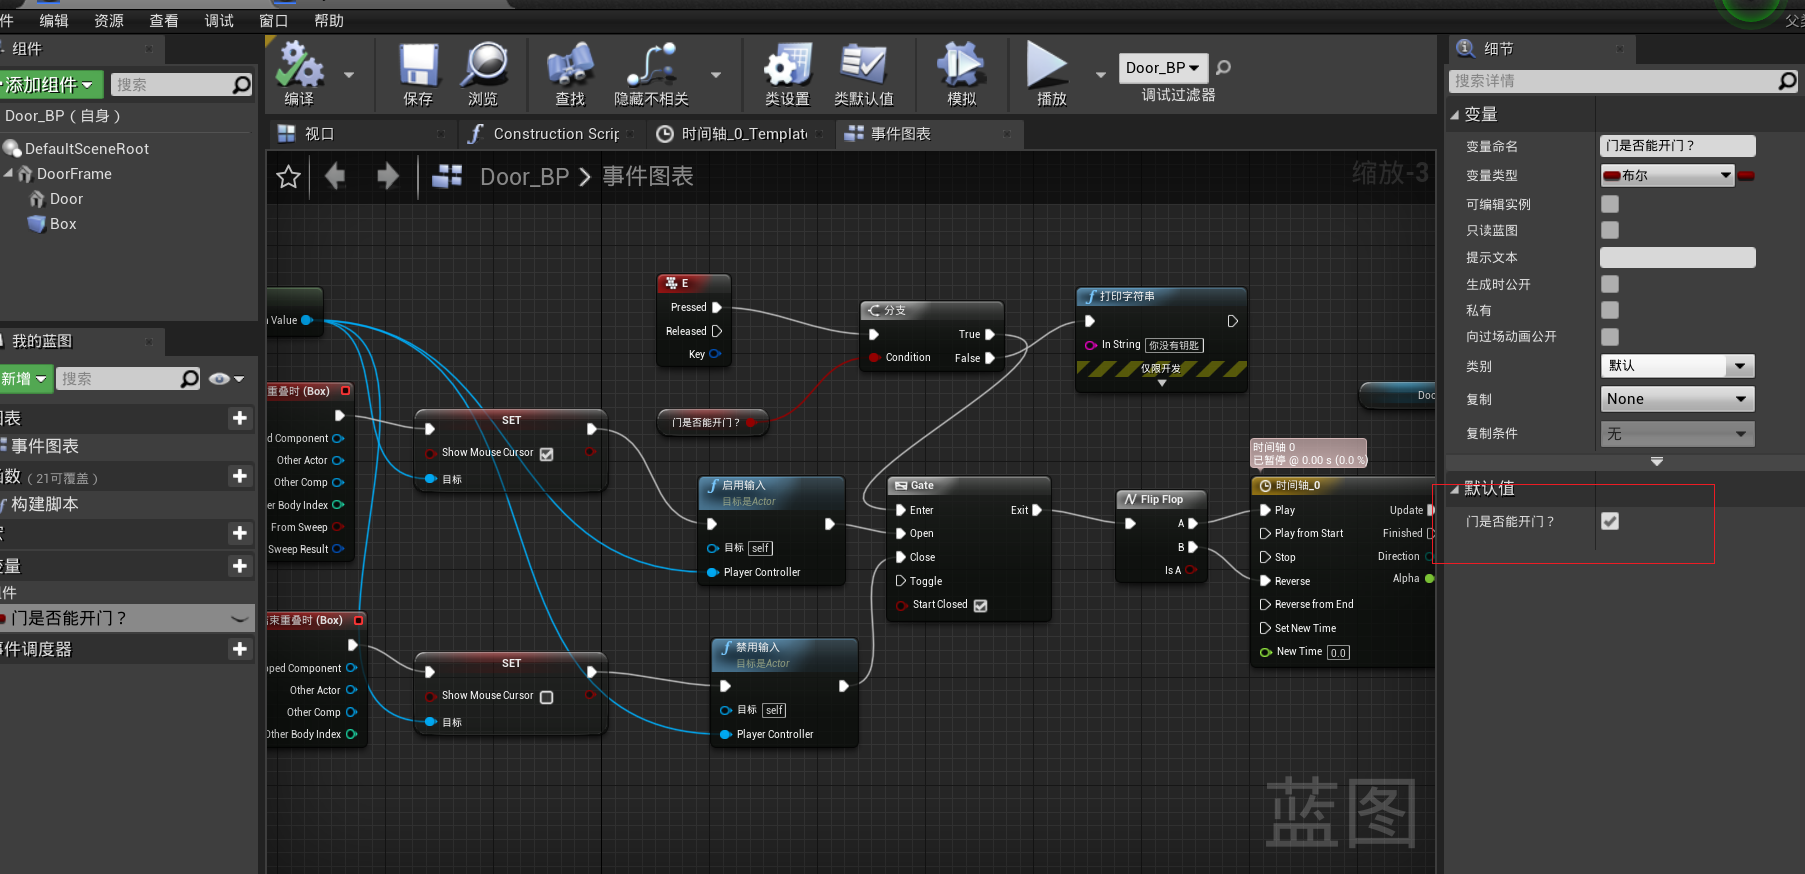 件 编辑 资源 查看 调试 窗口 帮助
组件
添加组件 搜索
Door_BP（自身）
DefaultSceneRoot
DoorFrame
Door
Box
我的蓝图
新增 搜索
图表
事件图表
函数（21可覆盖）
构建脚本
宏
变量
组件
门是否能开门？
事件调度器
编译
保存
浏览
查找
隐藏不相关
类设置
类默认值
模拟
播放
Door_BP
调试过滤器
视口
Construction Scrip
时间轴_0_Templat
事件图表
Door_BP > 事件图表
缩放-3
Value
重叠时 (Box)
d Component
Other Actor
Other Comp
er Body Index
From Sweep
Sweep Result
束重叠时 (Box)
pped Component
Other Actor
Other Comp
Other Body Index
SET
Show Mouse Cursor
目标
SET
Show Mouse Cursor
目标
E
Pressed
Released
Key
门是否能开门？
分支
True
Condition False
打印字符串
In String 你没有钥匙
仅限开发
启用输入
目标是Actor
目标 self
Player Controller
禁用输入
目标是Actor
目标 self
Player Controller
Gate
Enter Exit
Open
Close
Toggle
Start Closed
Flip Flop
A
B
Is A
Doo
时间轴 0
已暂停 @ 0.00 s (0.0 %)
时间轴_0
Play Update
Play from Start Finished
Stop Direction
Reverse Alpha
Reverse from End
Set New Time
New Time 0.0
蓝图
父类
细节
搜索详情
变量
变量命名 门是否能开门？
变量类型 布尔
可编辑实例
只读蓝图
提示文本
生成时公开
私有
向过场动画公开
类别 默认
复制 None
复制条件 无
默认值
门是否能开门？